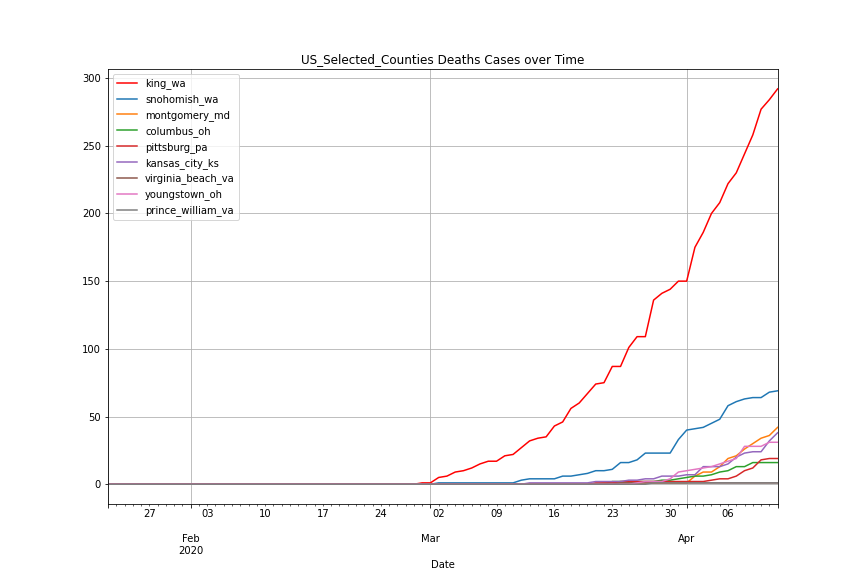 US_Selected_Counties Deaths Cases over Time
king_wa
snohomish_wa
montgomery_md
columbus_oh
pittsburg_pa
kansas_city_ks
virginia_beach_va
youngstown_oh
prince_william_va
300
250
200
150
100
50
0
27 03 10 17 24 02 09 16 23 30 06
Feb Mar Apr
2020
Date